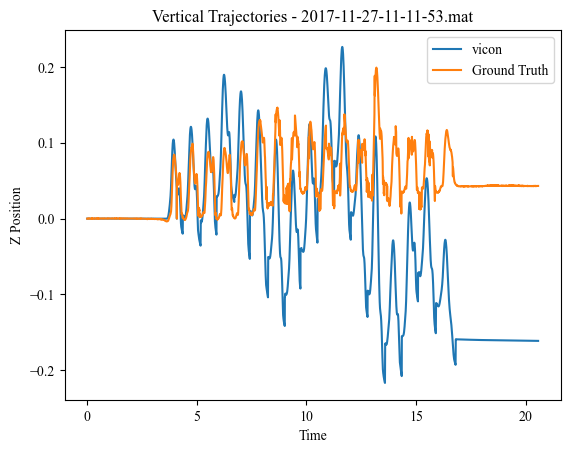 Vertical Trajectories - 2017-11-27-11-11-53.mat
vicon
Ground Truth
Z Position
0.2
0.1
0.0
−0.1
−0.2
0
5
10
15
20
Time